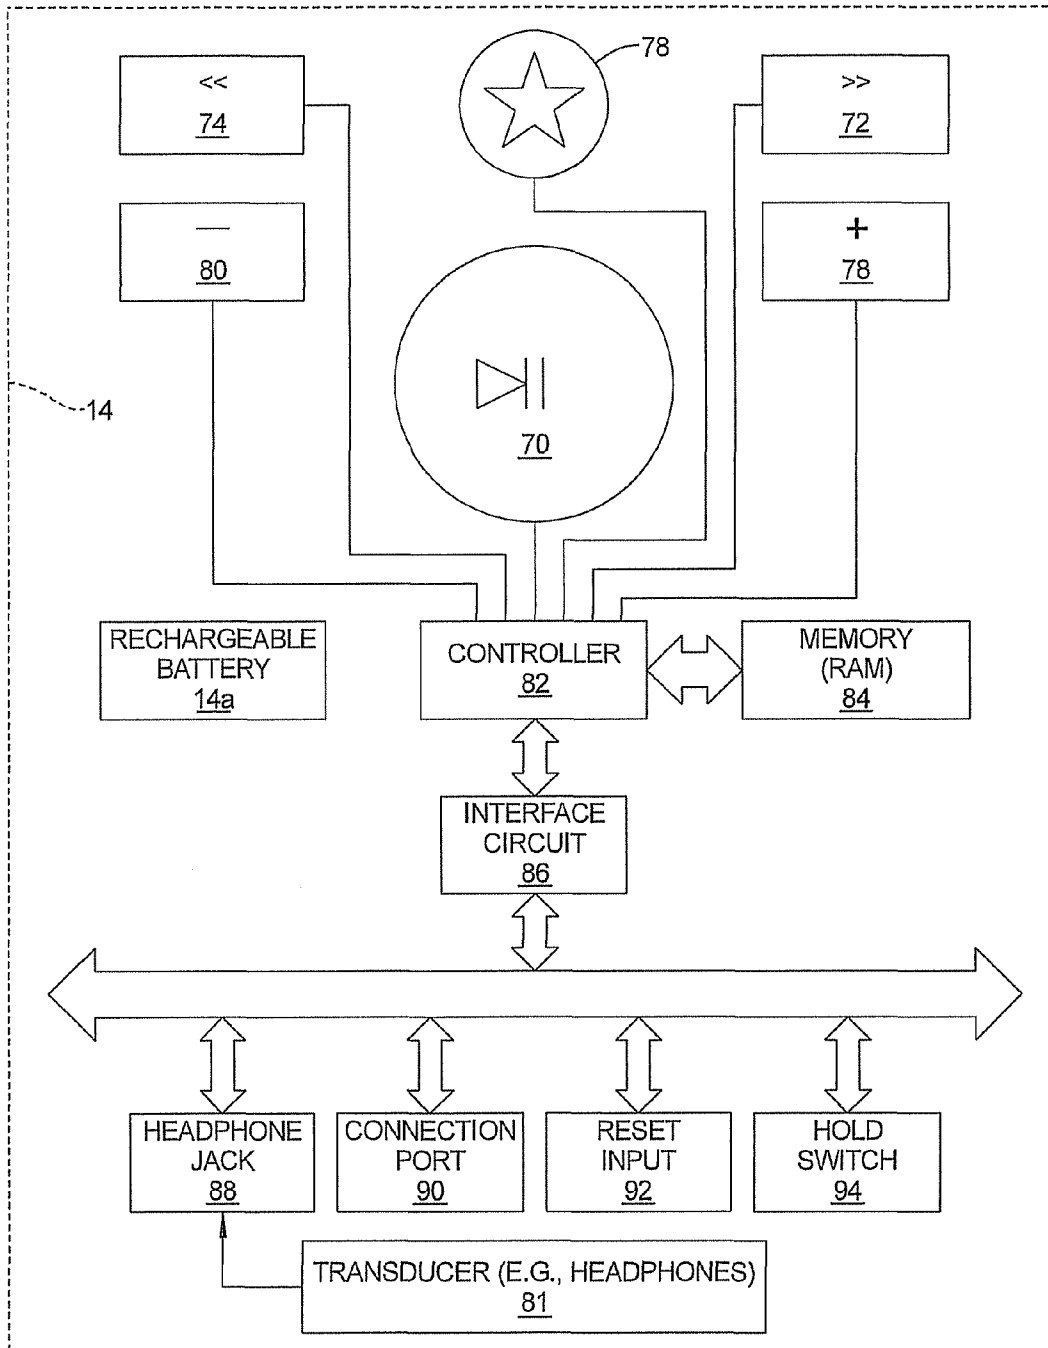 78
<<
74
>>
72
—
80
+
78
70
14
RECHARGEABLE
BATTERY
14a
CONTROLLER
82
MEMORY
(RAM)
84
INTERFACE
CIRCUIT
86
HEADPHONE
JACK
88
CONNECTION
PORT
90
RESET
INPUT
92
HOLD
SWITCH
94
TRANSDUCER (E.G., HEADPHONES)
81